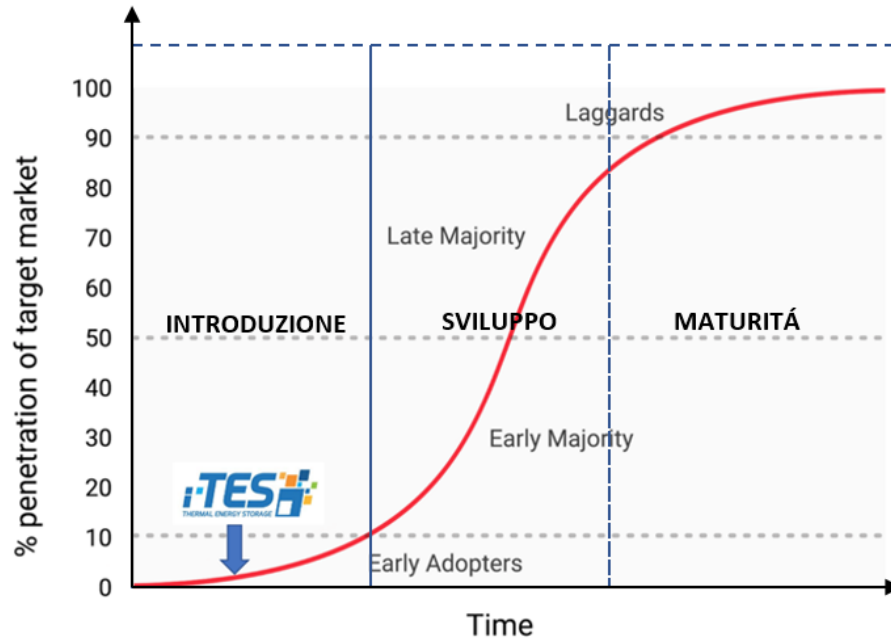 % penetration of target market
100
90
80
70
60
50
40
30
20
10
0
Laggards
Late Majority
INTRODUZIONE
SVILUPPO
MATURITÁ
Early Majority
i-TES
THERMAL ENERGY STORAGE
Early Adopters
Time